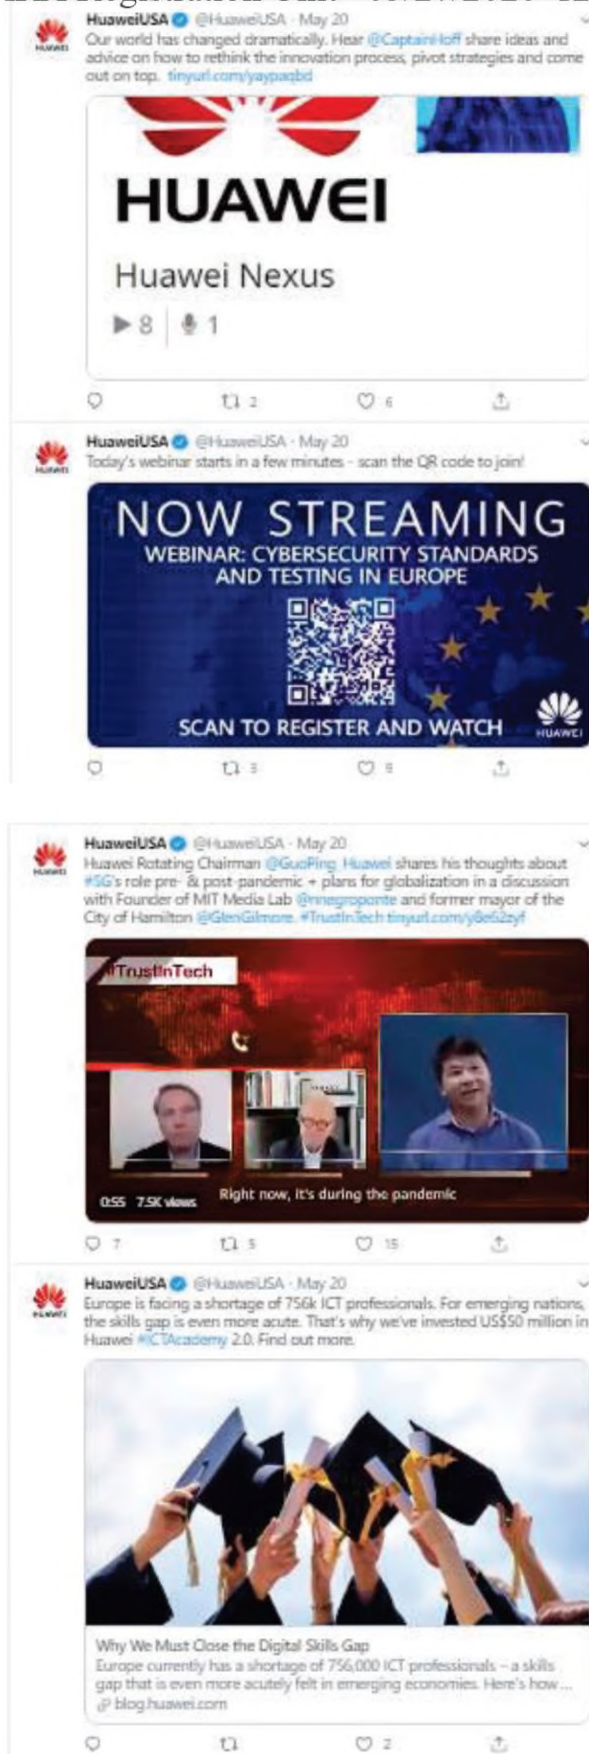 HuaweiUSA @HuaweiUSA · May 20
HUAWEI
Our world has changed dramatically. Hear @CaptainHoff share ideas and
advice on how to rethink the innovation process, pivot strategies and come
out on top. tinyurl.com/yaypaqbd
HUAWEI
Huawei Nexus
8 1
2 6
HuaweiUSA @HuaweiUSA · May 20
HUAWEI
Today's webinar starts in a few minutes - scan the QR code to join!
NOW STREAMING
WEBINAR: CYBERSECURITY STANDARDS
AND TESTING IN EUROPE
SCAN TO REGISTER AND WATCH
HUAWEI
HuaweiUSA @HuaweiUSA · May 20
HUAWEI
Huawei Rotating Chairman @GuoPing_Huawei shares his thoughts about
#5G's role pre- & post-pandemic + plans for globalization in a discussion
with Founder of MIT Media Lab @nnegroponte and former mayor of the
City of Hamilton @GlenGilmore. #TrustInTech tinyurl.com/y8e62zyf
#TrustInTech
Right now, it's during the pandemic
0:55 7.5K views
7 5 15
HuaweiUSA @HuaweiUSA · May 20
HUAWEI
Europe is facing a shortage of 756k ICT professionals. For emerging nations,
the skills gap is even more acute. That's why we've invested US$50 million in
Huawei #ICTAcademy 2.0. Find out more.
Why We Must Close the Digital Skills Gap
Europe currently has a shortage of 756,000 ICT professionals – a skills
gap that is even more acutely felt in emerging economies. Here's how ...
blog.huawei.com
2